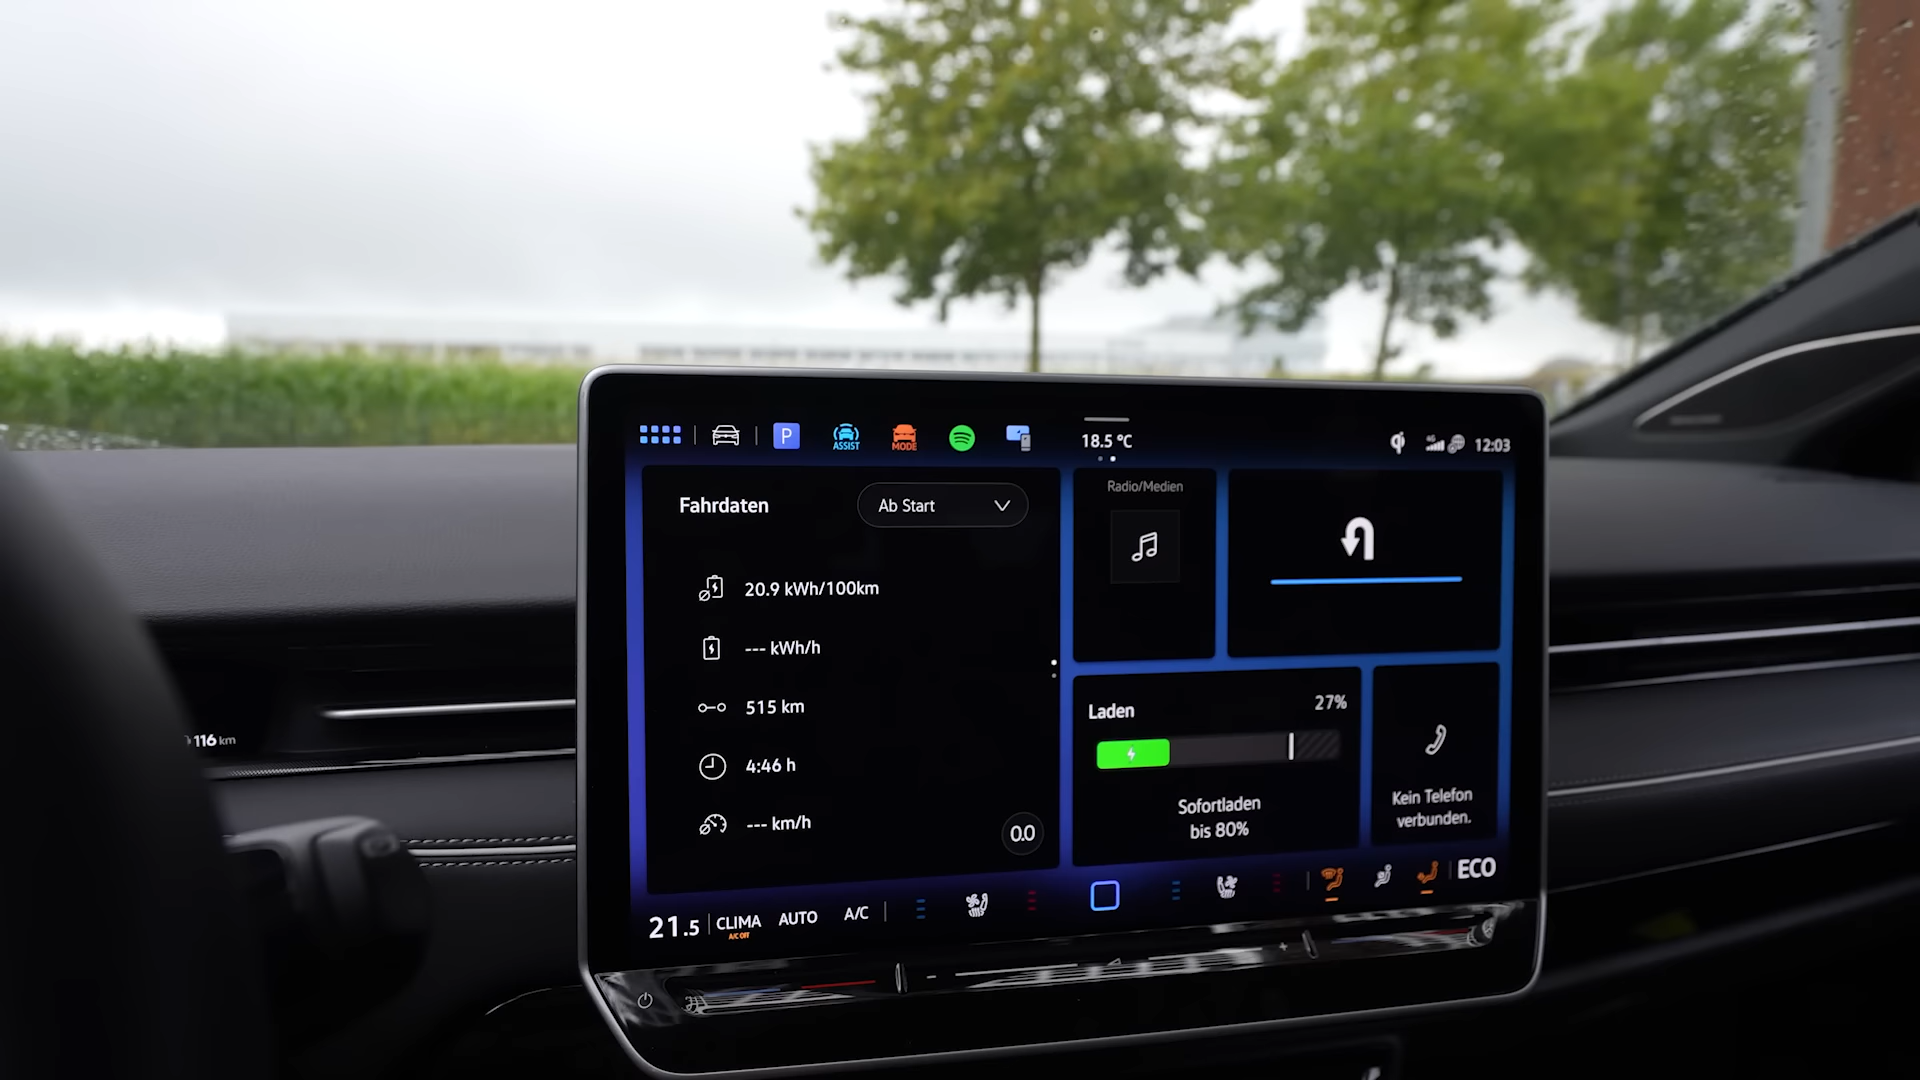 P
ASSIST
MODE
18.5 °C
4G
12:03
Fahrdaten
Ab Start
20.9 kWh/100km
--- kWh/h
515 km
4:46 h
--- km/h
0.0
Radio/Medien
Laden
27%
Sofortladen
bis 80%
Kein Telefon
verbunden.
116 km
21.5
CLIMA
A/C OFF
AUTO
A/C
ECO